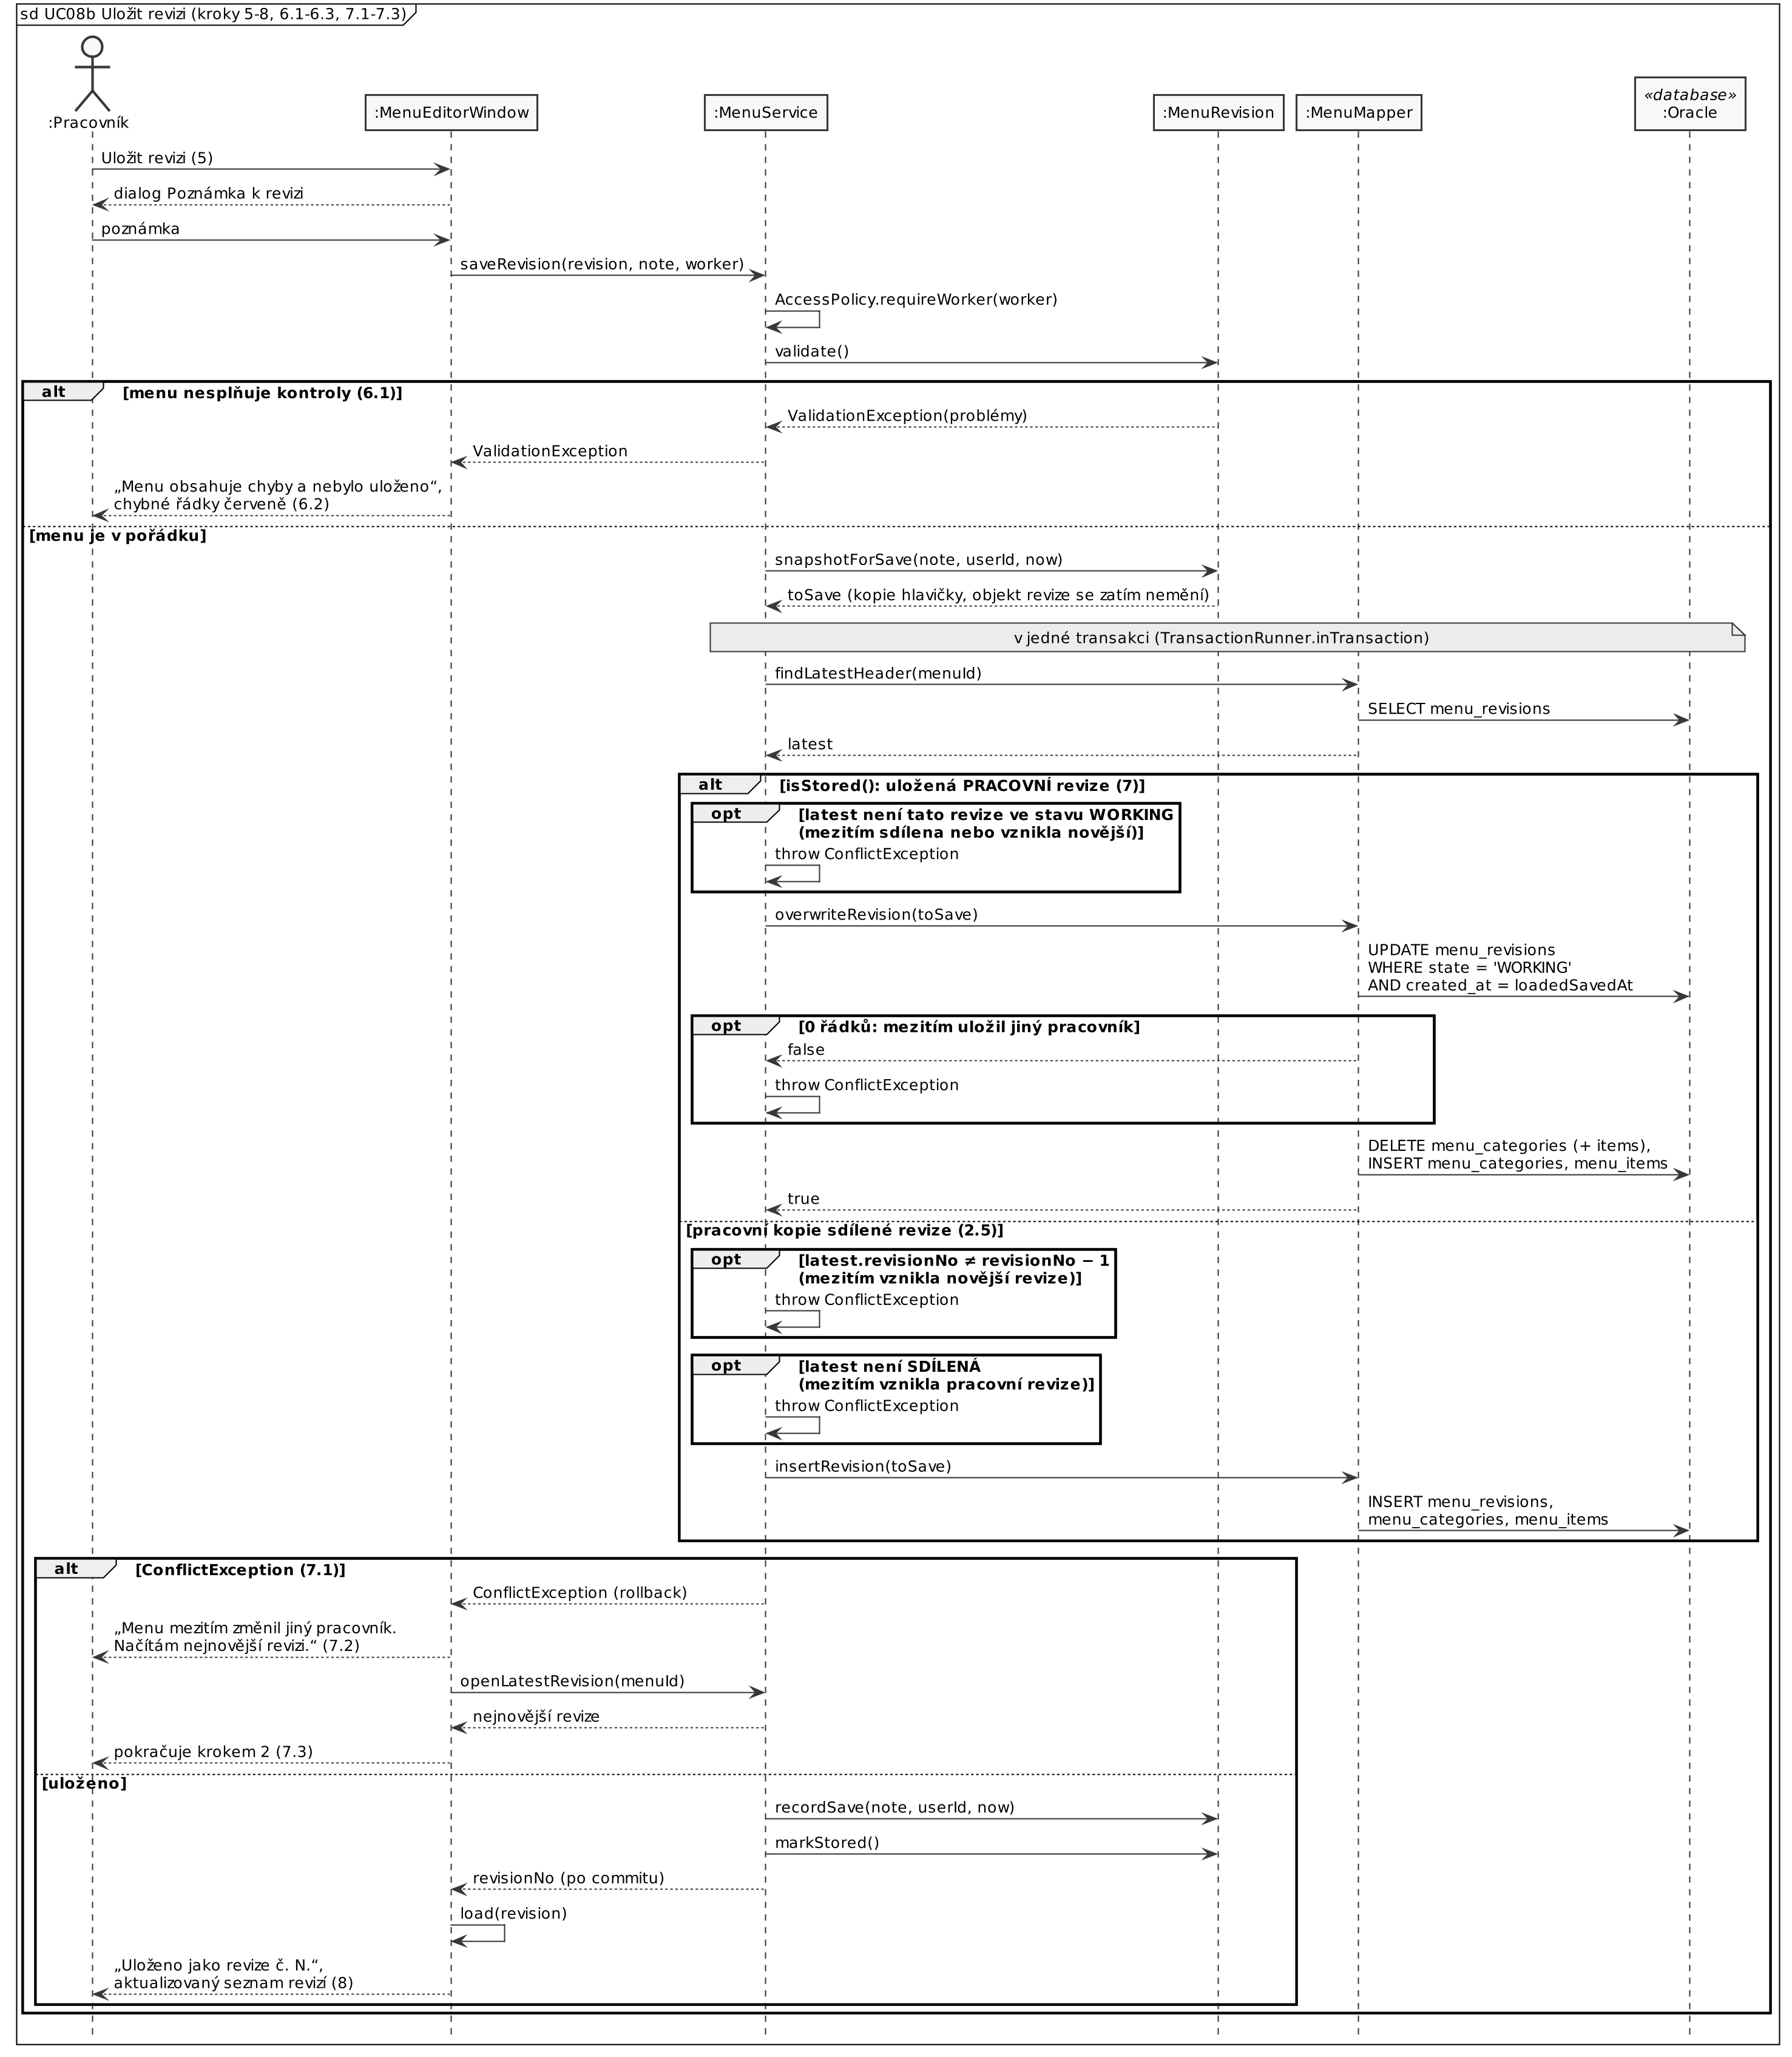 sd UC08b Uložit revizi (kroky 5-8, 6.1-6.3, 7.1-7.3)
:Pracovník
:MenuEditorWindow
:MenuService
:MenuRevision
:MenuMapper
«database»
:Oracle
Uložit revizi (5)
dialog Poznámka k revizi
poznámka
saveRevision(revision, note, worker)
AccessPolicy.requireWorker(worker)
validate()
alt
[menu nesplňuje kontroly (6.1)]
ValidationException(problémy)
ValidationException
„Menu obsahuje chyby a nebylo uloženo“,
chybné řádky červeně (6.2)
[menu je v pořádku]
snapshotForSave(note, userId, now)
toSave (kopie hlavičky, objekt revize se zatím nemění)
v jedné transakci (TransactionRunner.inTransaction)
findLatestHeader(menuId)
SELECT menu_revisions
latest
alt
[isStored(): uložená PRACOVNÍ revize (7)]
opt
[latest není tato revize ve stavu WORKING
(mezitím sdílena nebo vznikla novější)]
throw ConflictException
overwriteRevision(toSave)
UPDATE menu_revisions
WHERE state = 'WORKING'
AND created_at = loadedSavedAt
opt
[0 řádků: mezitím uložil jiný pracovník]
false
throw ConflictException
DELETE menu_categories (+ items),
INSERT menu_categories, menu_items
true
[pracovní kopie sdílené revize (2.5)]
opt
[latest.revisionNo ≠ revisionNo − 1
(mezitím vznikla novější revize)]
throw ConflictException
opt
[latest není SDÍLENÁ
(mezitím vznikla pracovní revize)]
throw ConflictException
insertRevision(toSave)
INSERT menu_revisions,
menu_categories, menu_items
alt
[ConflictException (7.1)]
ConflictException (rollback)
„Menu mezitím změnil jiný pracovník.
Načítám nejnovější revizi.“ (7.2)
openLatestRevision(menuId)
nejnovější revize
pokračuje krokem 2 (7.3)
[uloženo]
recordSave(note, userId, now)
markStored()
revisionNo (po commitu)
load(revision)
„Uloženo jako revize č. N.“,
aktualizovaný seznam revizí (8)